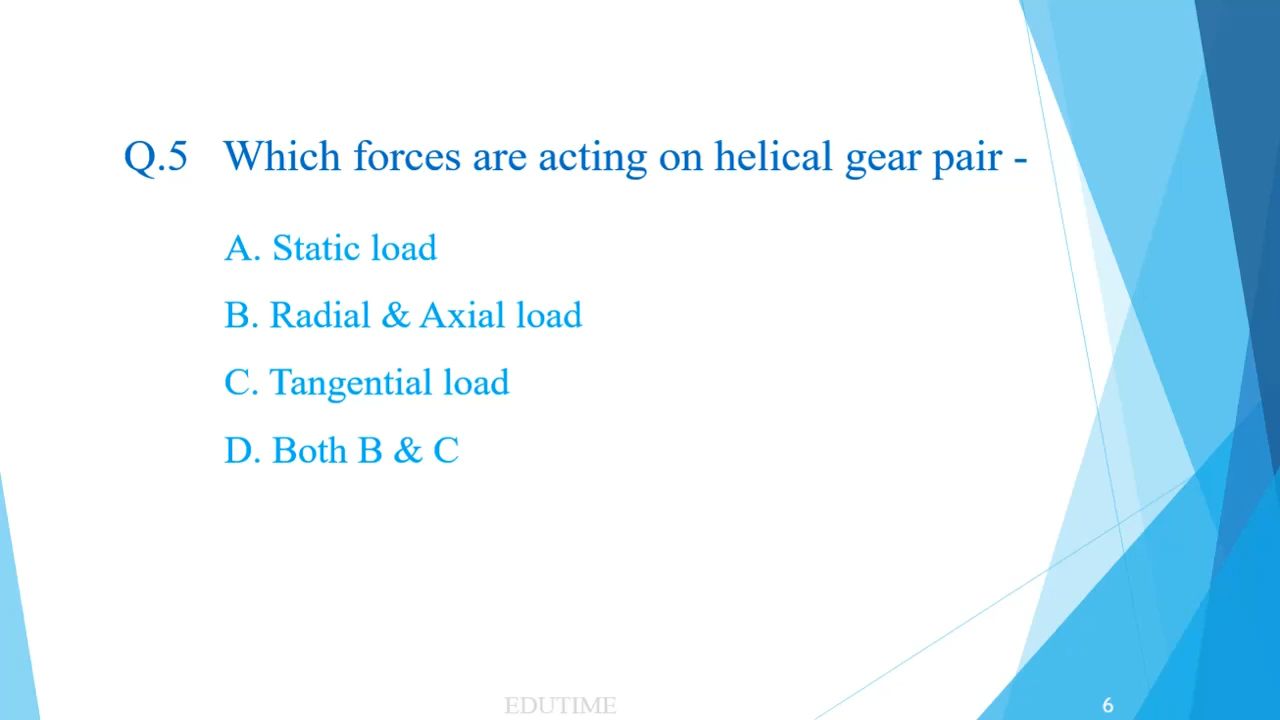 Q.5 Which forces are acting on helical gear pair -
A. Static load
B. Radial & Axial load
C. Tangential load
D. Both B & C
EDUTIME
6